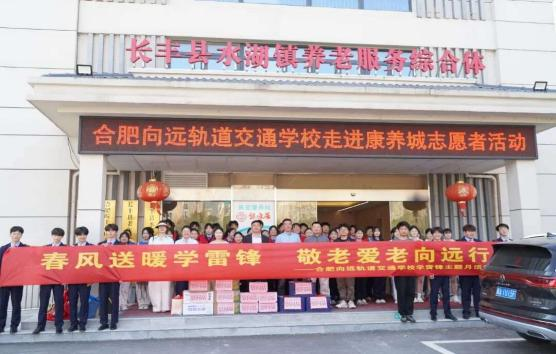 长丰县水湖镇养老服务综合体
合肥向远轨道交通学校走进康养城志愿者活动
春风送暖学雷锋 敬老爱老向远行
——合肥向远轨道交通学校学雷锋主题月活